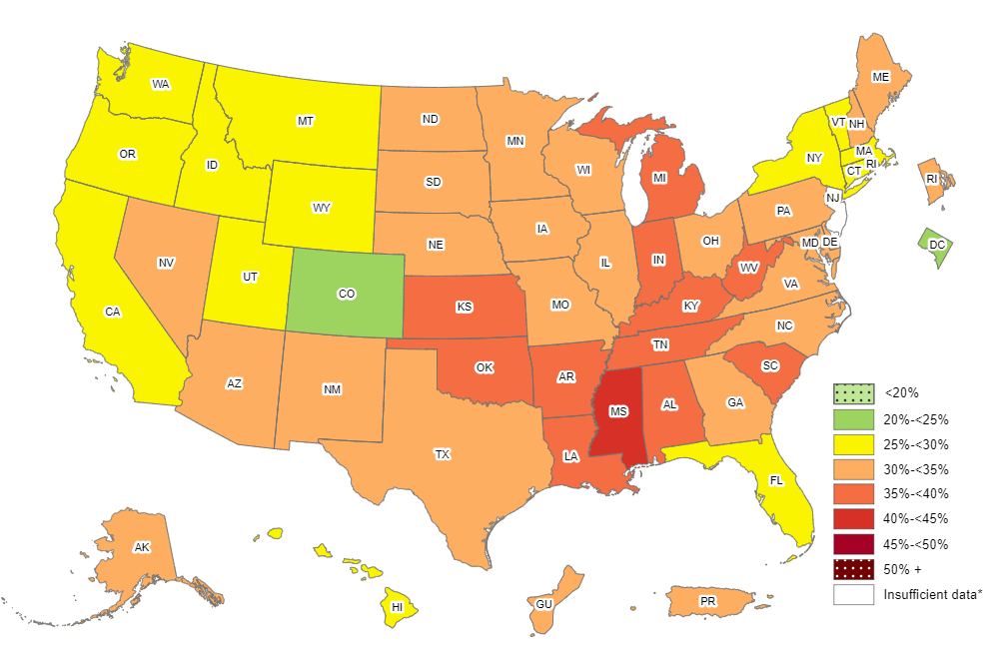 WA
MT
ND
MN
ME
VT
NH
OR
ID
WY
SD
WI
MI
NY
MA
CT
RI
RI
NJ
PA
NV
UT
CO
NE
IA
IL
IN
OH
MD
DE
DC
WV
VA
CA
KS
MO
KY
NC
AZ
NM
OK
AR
TN
SC
TX
LA
MS
AL
GA
FL
AK
HI
GU
PR
<20%
20%-<25%
25%-<30%
30%-<35%
35%-<40%
40%-<45%
45%-<50%
50% +
Insufficient data*